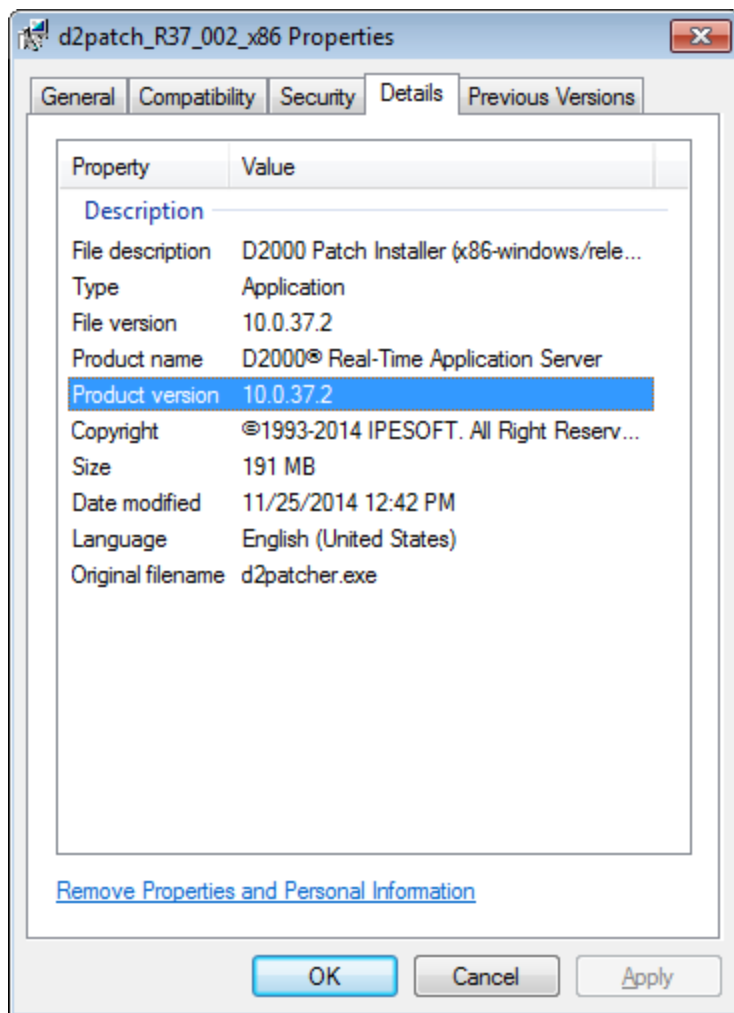 d2patch_R37_002_x86 Properties
General Compatibility Security Details Previous Versions
Property Value
Description
File description D2000 Patch Installer (x86-windows/rele...
Type Application
File version 10.0.37.2
Product name D2000® Real-Time Application Server
Product version 10.0.37.2
Copyright ©1993-2014 IPESOFT. All Right Reserv...
Size 191 MB
Date modified 11/25/2014 12:42 PM
Language English (United States)
Original filename d2patcher.exe
Remove Properties and Personal Information
OK Cancel Apply